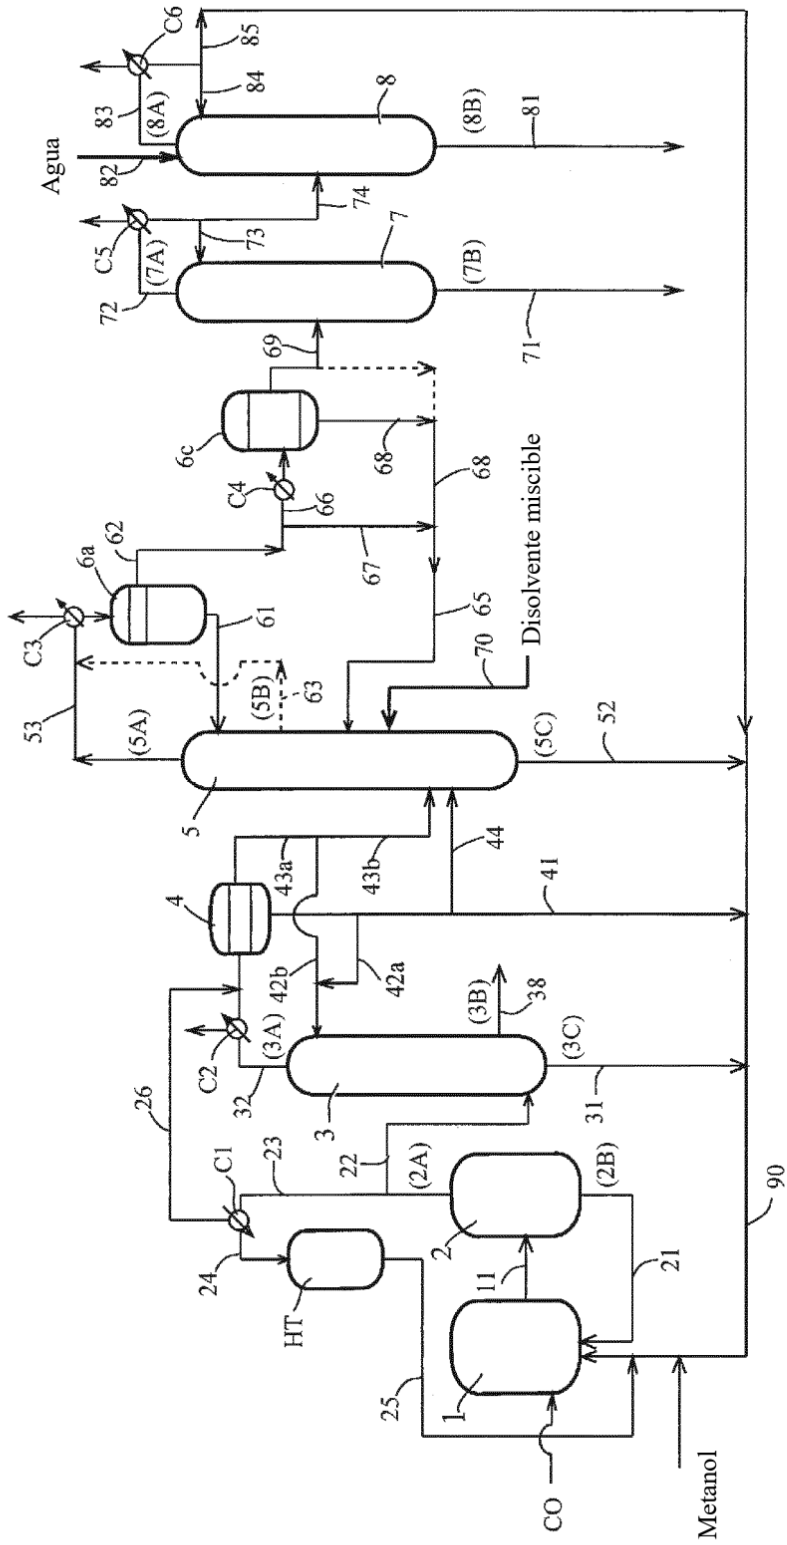 CO
Metanol
1
11
2
(2A)
(2B)
21
22
23
24
25
26
HT
C1
C2
3
(3A)
(3B)
(3C)
31
32
38
4
41
42a
42b
43a
43b
44
5
(5A)
(5B)
(5C)
52
53
C3
6a
61
62
63
65
66
67
68
68
69
C4
6c
70
Disolvente miscible
7
(7A)
(7B)
71
72
73
74
C5
Agua
8
(8A)
(8B)
81
82
83
84
85
C6
90